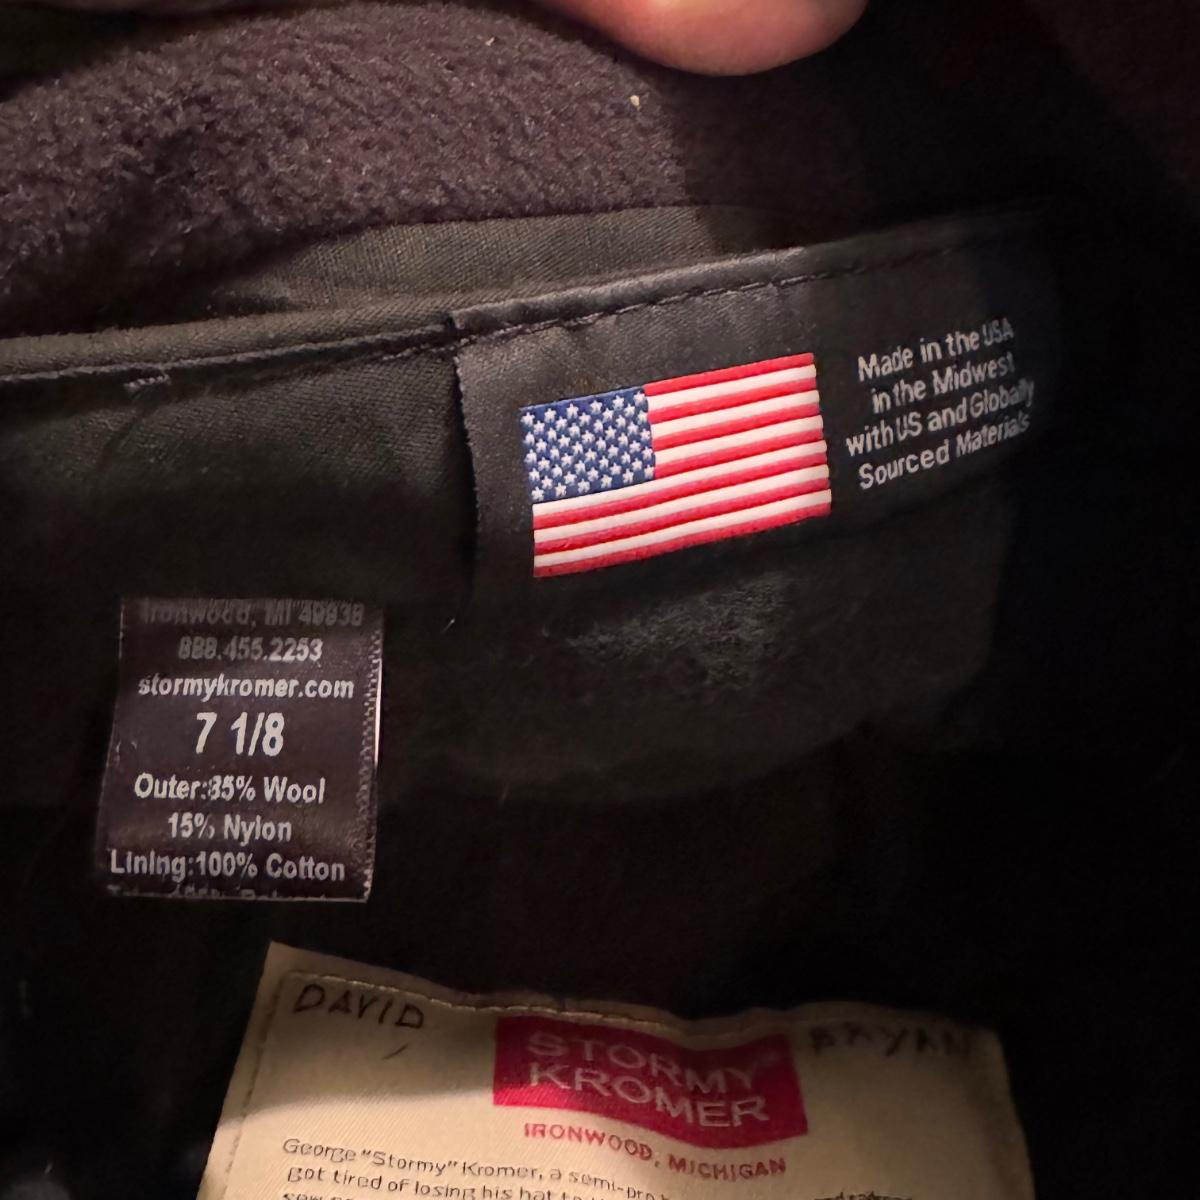 Made in the USA
in the Midwest
with US and Globally
Sourced Materials
Ironwood, MI 49938
888.455.2253
stormykromer.com
7 1/8
Outer:85% Wool
15% Nylon
Lining:100% Cotton
DAVID BRYAN
STORMY
KROMER
IRONWOOD, MICHIGAN
George "Stormy" Kromer, a semi-pro
got tired of losing his hat